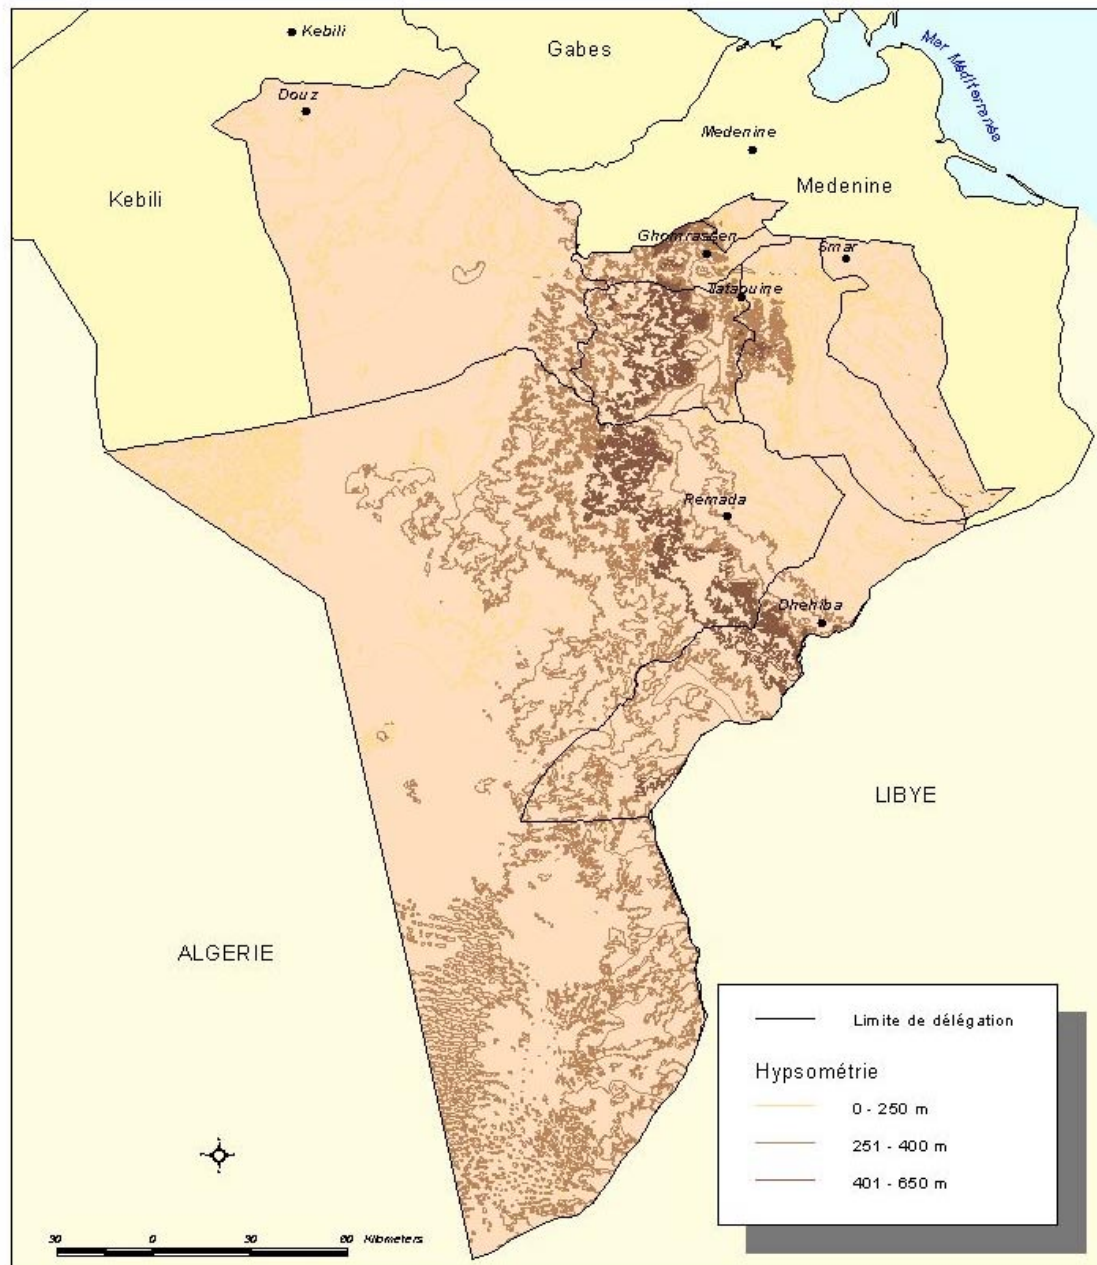 Kebili
Gabes
Mer Méditerranée
Douz
Medenine
Kebili
Medenine
Ghomrassen
Smar
Tataouine
Remada
Dhehiba
LIBYE
ALGERIE
Limite de délégation
Hypsométrie
0 - 250 m
251 - 400 m
401 - 650 m
30 0 30 60 Kilometers